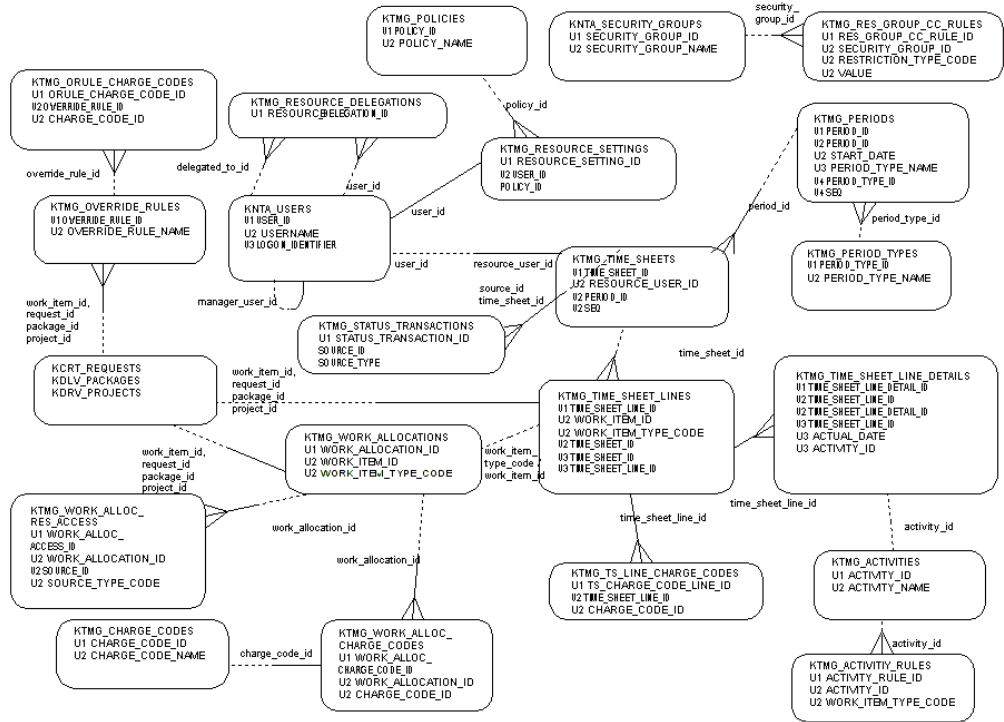 KTMG_POLICIES
U1 POLICY_ID
U2 POLICY_NAME
KNTA_SECURITY_GROUPS
U1 SECURITY_GROUP_ID
U2 SECURITY_GROUP_NAME
security_
group_id
KTMG_RES_GROUP_CC_RULES
U1 RES_GROUP_CC_RULE_ID
U2 SECURITY_GROUP_ID
U2 RESTRICTION_TYPE_CODE
U2 VALUE
KTMG_ORULE_CHARGE_CODES
U1 ORULE_CHARGE_CODE_ID
U2 OVERRIDE_RULE_ID
U2 CHARGE_CODE_ID
KTMG_RESOURCE_DELEGATIONS
U1 RESOURCE_DELEGATION_ID
policy_id
KTMG_PERIODS
U1 PERIOD_ID
U2 PERIOD_ID
U2 START_DATE
U3 PERIOD_TYPE_NAME
U4 PERIOD_TYPE_ID
U4 SEQ
override_rule_id
delegated_to_id
user_id
KTMG_RESOURCE_SETTINGS
U1 RESOURCE_SETTING_ID
U2 USER_ID
POLICY_ID
KTMG_OVERRIDE_RULES
U1 OVERRIDE_RULE_ID
U2 OVERRIDE_RULE_NAME
KNTA_USERS
U1 USER_ID
U2 USERNAME
U3 LOGON_IDENTIFIER
user_id
period_id
period_type_id
KTMG_PERIOD_TYPES
U1 PERIOD_TYPE_ID
U2 PERIOD_TYPE_NAME
user_id
resource_user_id
KTMG_TIME_SHEETS
U1 TIME_SHEET_ID
U2 RESOURCE_USER_ID
U2 PERIOD_ID
U2 SEQ
manager_user_id
source_id
time_sheet_id
work_item_id,
request_id
package_id
project_id
KTMG_STATUS_TRANSACTIONS
U1 STATUS_TRANSACTION_ID
SOURCE_ID
SOURCE_TYPE
time_sheet_id
KCRT_REQUESTS
KDLV_PACKAGES
KDRV_PROJECTS
work_item_id,
request_id
package_id
project_id
KTMG_TIME_SHEET_LINES
U1 TIME_SHEET_LINE_ID
U2 WORK_ITEM_ID
U2 WORK_ITEM_TYPE_CODE
U2 TIME_SHEET_ID
U3 TIME_SHEET_ID
U3 TIME_SHEET_LINE_ID
KTMG_TIME_SHEET_LINE_DETAILS
U1 TIME_SHEET_LINE_DETAIL_ID
U2 TIME_SHEET_LINE_ID
U2 TIME_SHEET_LINE_DETAIL_ID
U3 TIME_SHEET_LINE_ID
U3 ACTUAL_DATE
U3 ACTIVITY_ID
KTMG_WORK_ALLOCATIONS
U1 WORK_ALLOCATION_ID
U2 WORK_ITEM_ID
U2 WORK_ITEM_TYPE_CODE
work_item_
type_code
work_item_id
work_item_id,
request_id
package_id
project_id
KTMG_WORK_ALLOC_
RES_ACCESS
U1 WORK_ALLOC_
ACCESS_ID
U2 WORK_ALLOCATION_ID
U2 SOURCE_ID
U2 SOURCE_TYPE_CODE
work_allocation_id
time_sheet_line_id
time_sheet_line_id
activity_id
work_allocation_id
KTMG_TS_LINE_CHARGE_CODES
U1 TS_CHARGE_CODE_LINE_ID
U2 TIME_SHEET_LINE_ID
U2 CHARGE_CODE_ID
KTMG_ACTIVITIES
U1 ACTIVITY_ID
U2 ACTIVITY_NAME
KTMG_CHARGE_CODES
U1 CHARGE_CODE_ID
U2 CHARGE_CODE_NAME
charge_code_id
KTMG_WORK_ALLOC_
CHARGE_CODES
U1 WORK_ALLOC_
CHARGE_CODE_ID
U2 WORK_ALLOCATION_ID
U2 CHARGE_CODE_ID
activity_id
KTMG_ACTIVITIY_RULES
U1 ACTIVITY_RULE_ID
U2 ACTIVITY_ID
U2 WORK_ITEM_TYPE_CODE